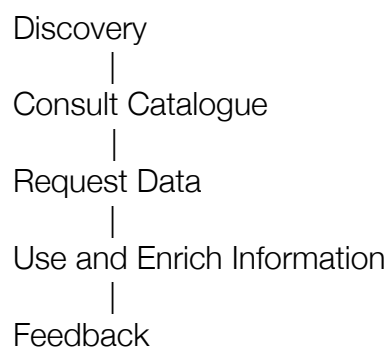 Discovery
|
Consult Catalogue
|
Request Data
|
Use and Enrich Information
|
Feedback